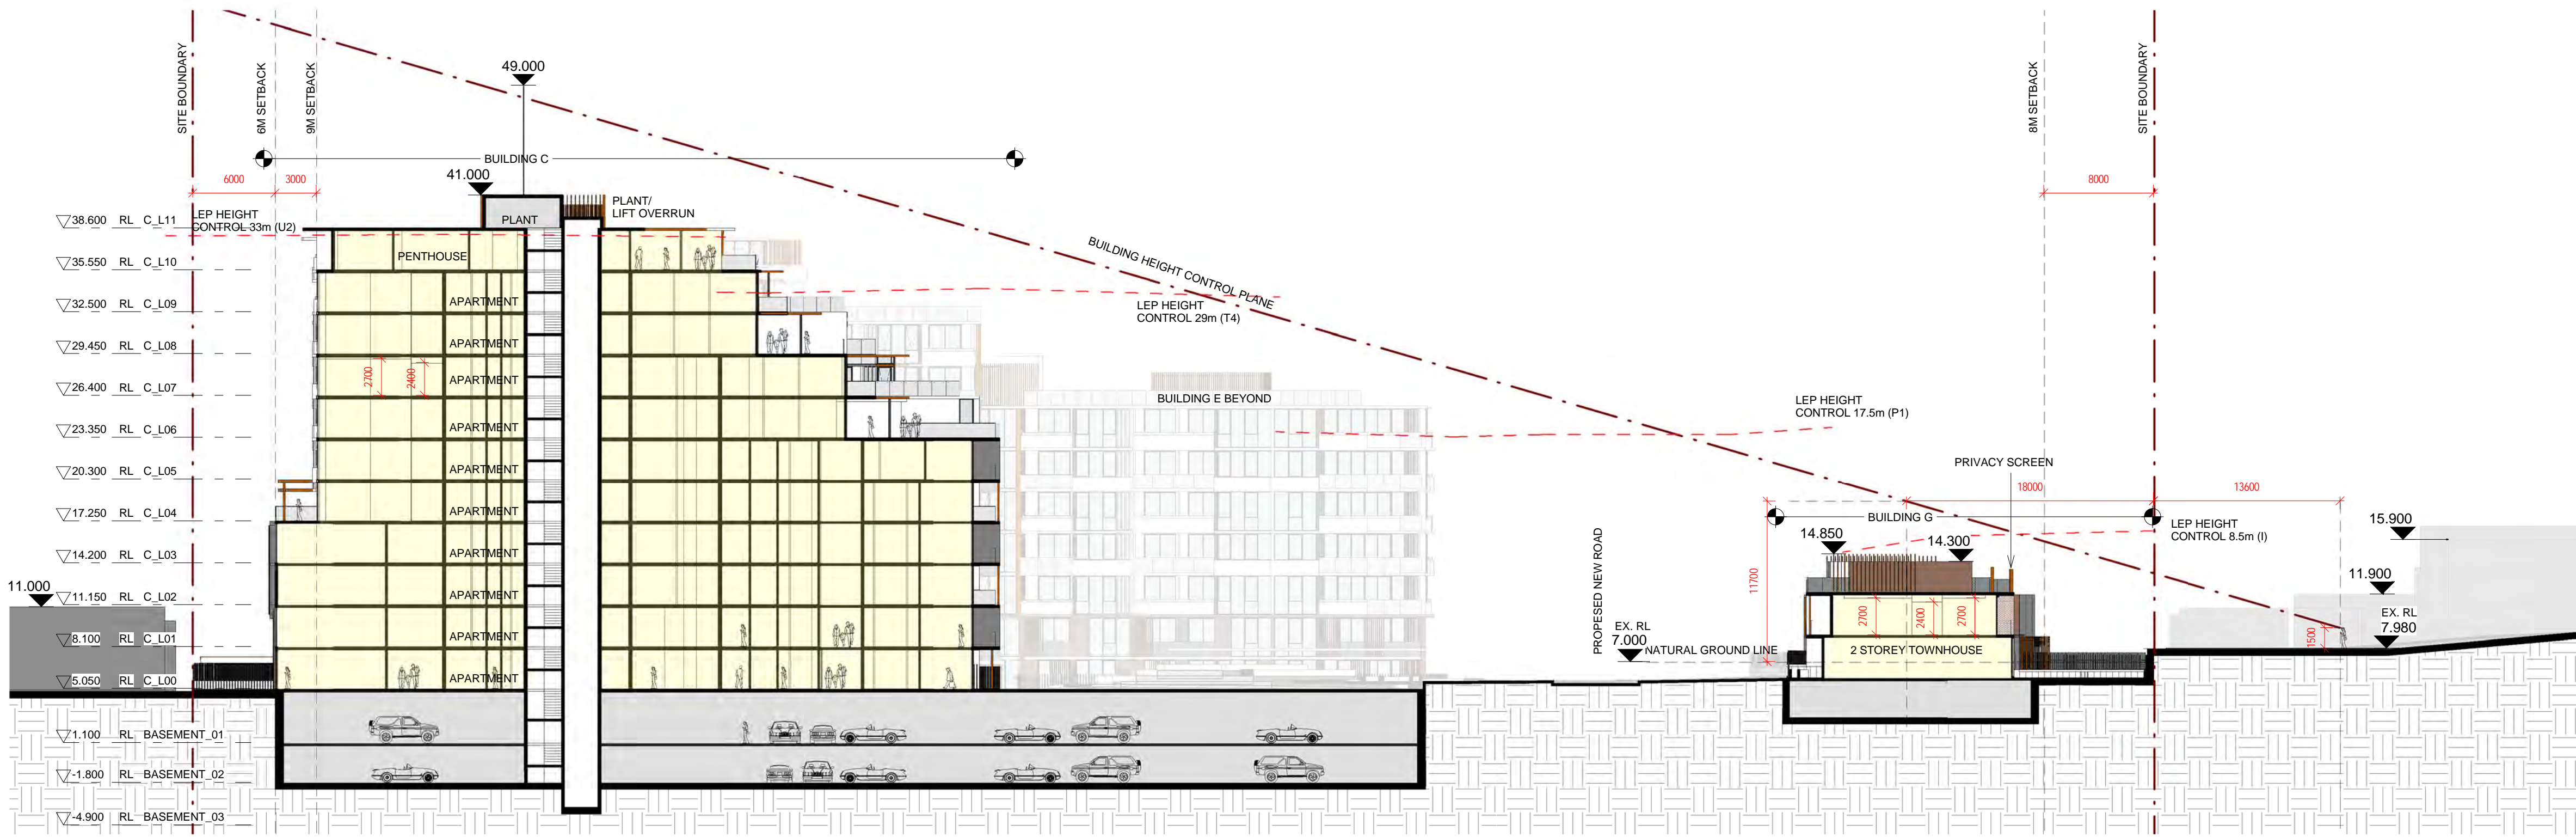 SITE BOUNDARY
6M SETBACK
9M SETBACK
49.000
8M SETBACK
SITE BOUNDARY
BUILDING C
6000
3000
41.000
8000
PLANT/
LIFT OVERRUN
PLANT
LEP HEIGHT
CONTROL 33m (U2)
38.600 RL C_L11
35.550 RL C_L10
32.500 RL C_L09
29.450 RL C_L08
26.400 RL C_L07
23.350 RL C_L06
20.300 RL C_L05
17.250 RL C_L04
14.200 RL C_L03
11.000
11.150 RL C_L02
8.100 RL C_L01
5.050 RL C_L00
1.100 RL BASEMENT_01
-1.800 RL BASEMENT_02
-4.900 RL BASEMENT_03
PENTHOUSE
APARTMENT
APARTMENT
2700
2400
APARTMENT
APARTMENT
APARTMENT
APARTMENT
APARTMENT
APARTMENT
APARTMENT
APARTMENT
BUILDING HEIGHT CONTROL PLANE
LEP HEIGHT
CONTROL 29m (T4)
BUILDING E BEYOND
LEP HEIGHT
CONTROL 17.5m (P1)
PRIVACY SCREEN
18000
13600
BUILDING G
LEP HEIGHT
CONTROL 8.5m (I)
15.900
14.850
14.300
11700
PROPESED NEW ROAD
11.900
2700
2400
2700
EX. RL
7.000
NATURAL GROUND LINE
2 STOREY TOWNHOUSE
1500
EX. RL
7.980